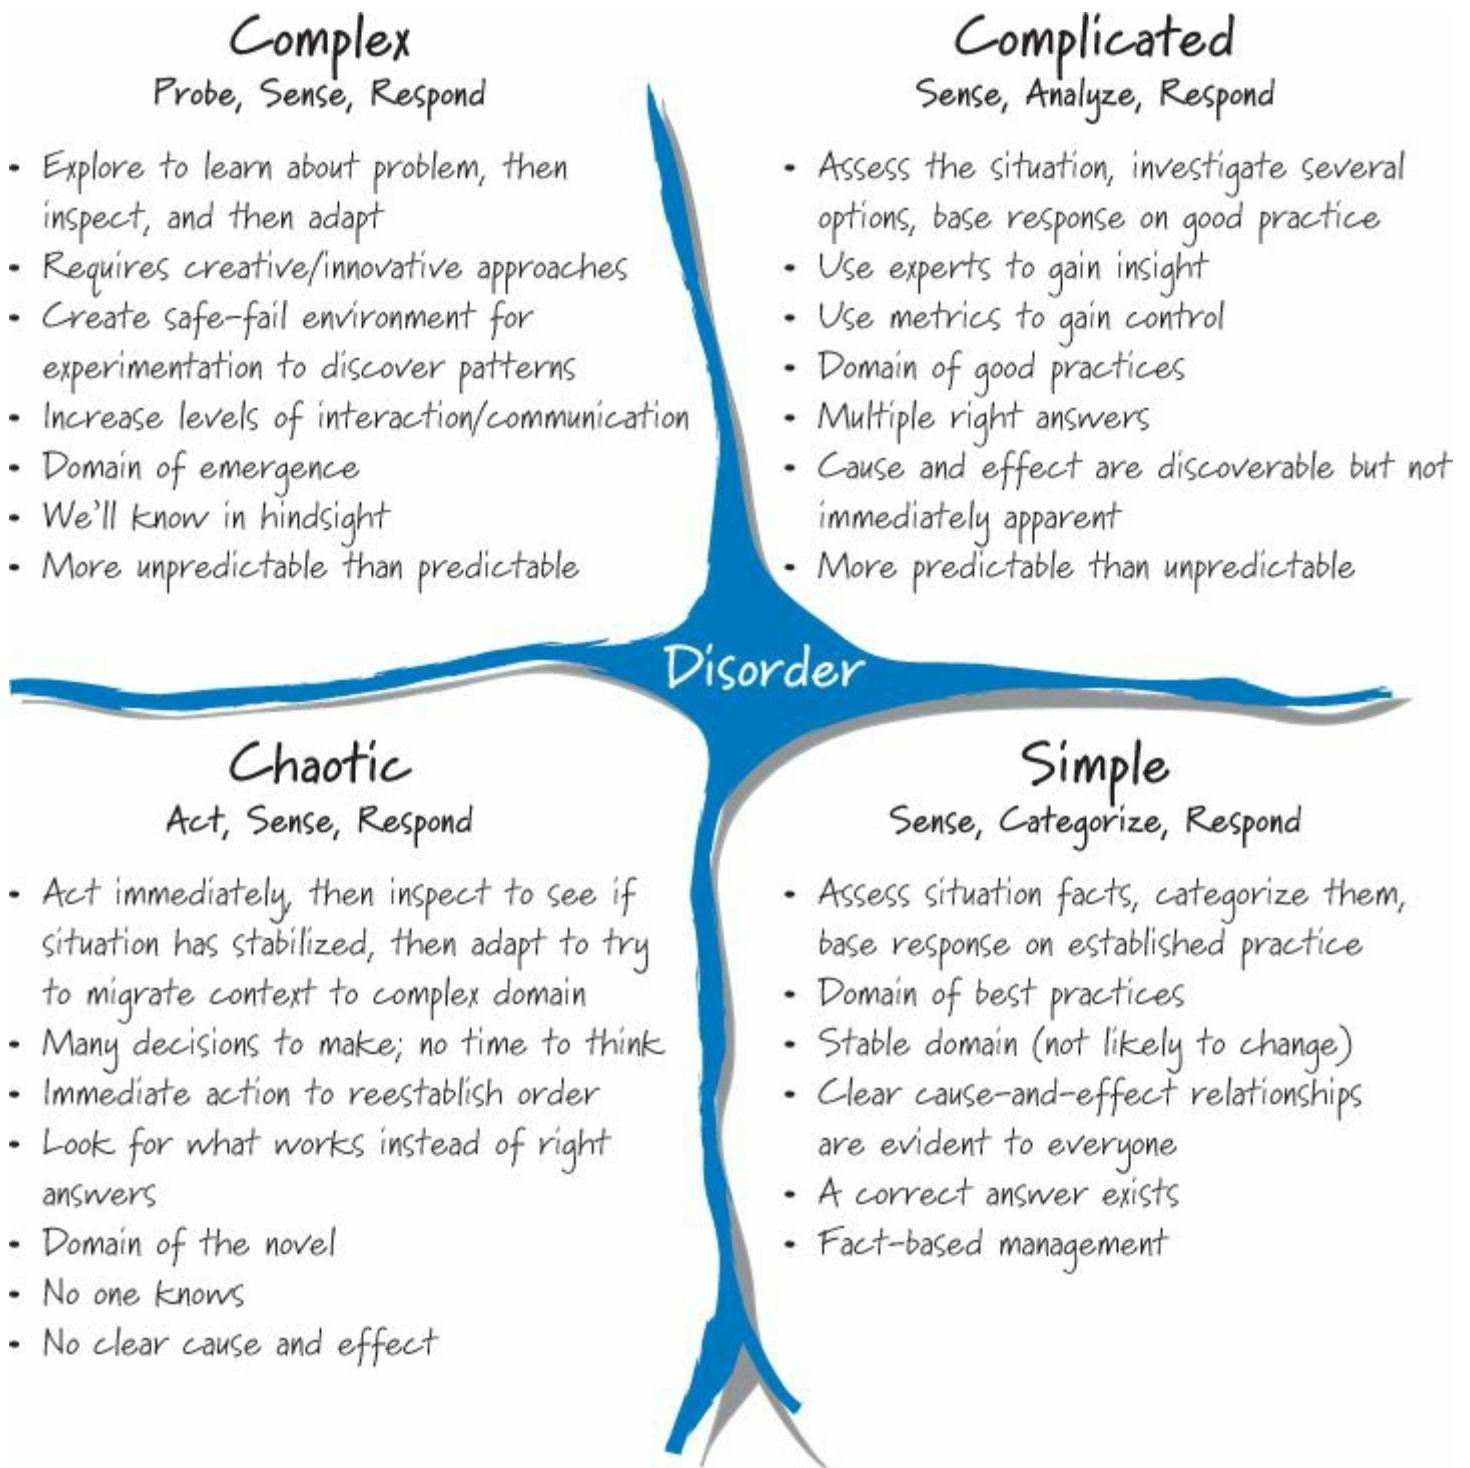 Complex
Probe, Sense, Respond
• Explore to learn about problem, then
inspect, and then adapt
• Requires creative/innovative approaches
• Create safe-fail environment for
experimentation to discover patterns
• Increase levels of interaction/communication
• Domain of emergence
• We'll know in hindsight
• More unpredictable than predictable
Complicated
Sense, Analyze, Respond
• Assess the situation, investigate several
options, base response on good practice
• Use experts to gain insight
• Use metrics to gain control
• Domain of good practices
• Multiple right answers
• Cause and effect are discoverable but not
immediately apparent
• More predictable than unpredictable
Disorder
Chaotic
Act, Sense, Respond
• Act immediately, then inspect to see if
situation has stabilized, then adapt to try
to migrate context to complex domain
• Many decisions to make; no time to think
• Immediate action to reestablish order
• Look for what works instead of right
answers
• Domain of the novel
• No one knows
• No clear cause and effect
Simple
Sense, Categorize, Respond
• Assess situation facts, categorize them,
base response on established practice
• Domain of best practices
• Stable domain (not likely to change)
• Clear cause-and-effect relationships
are evident to everyone
• A correct answer exists
• Fact-based management